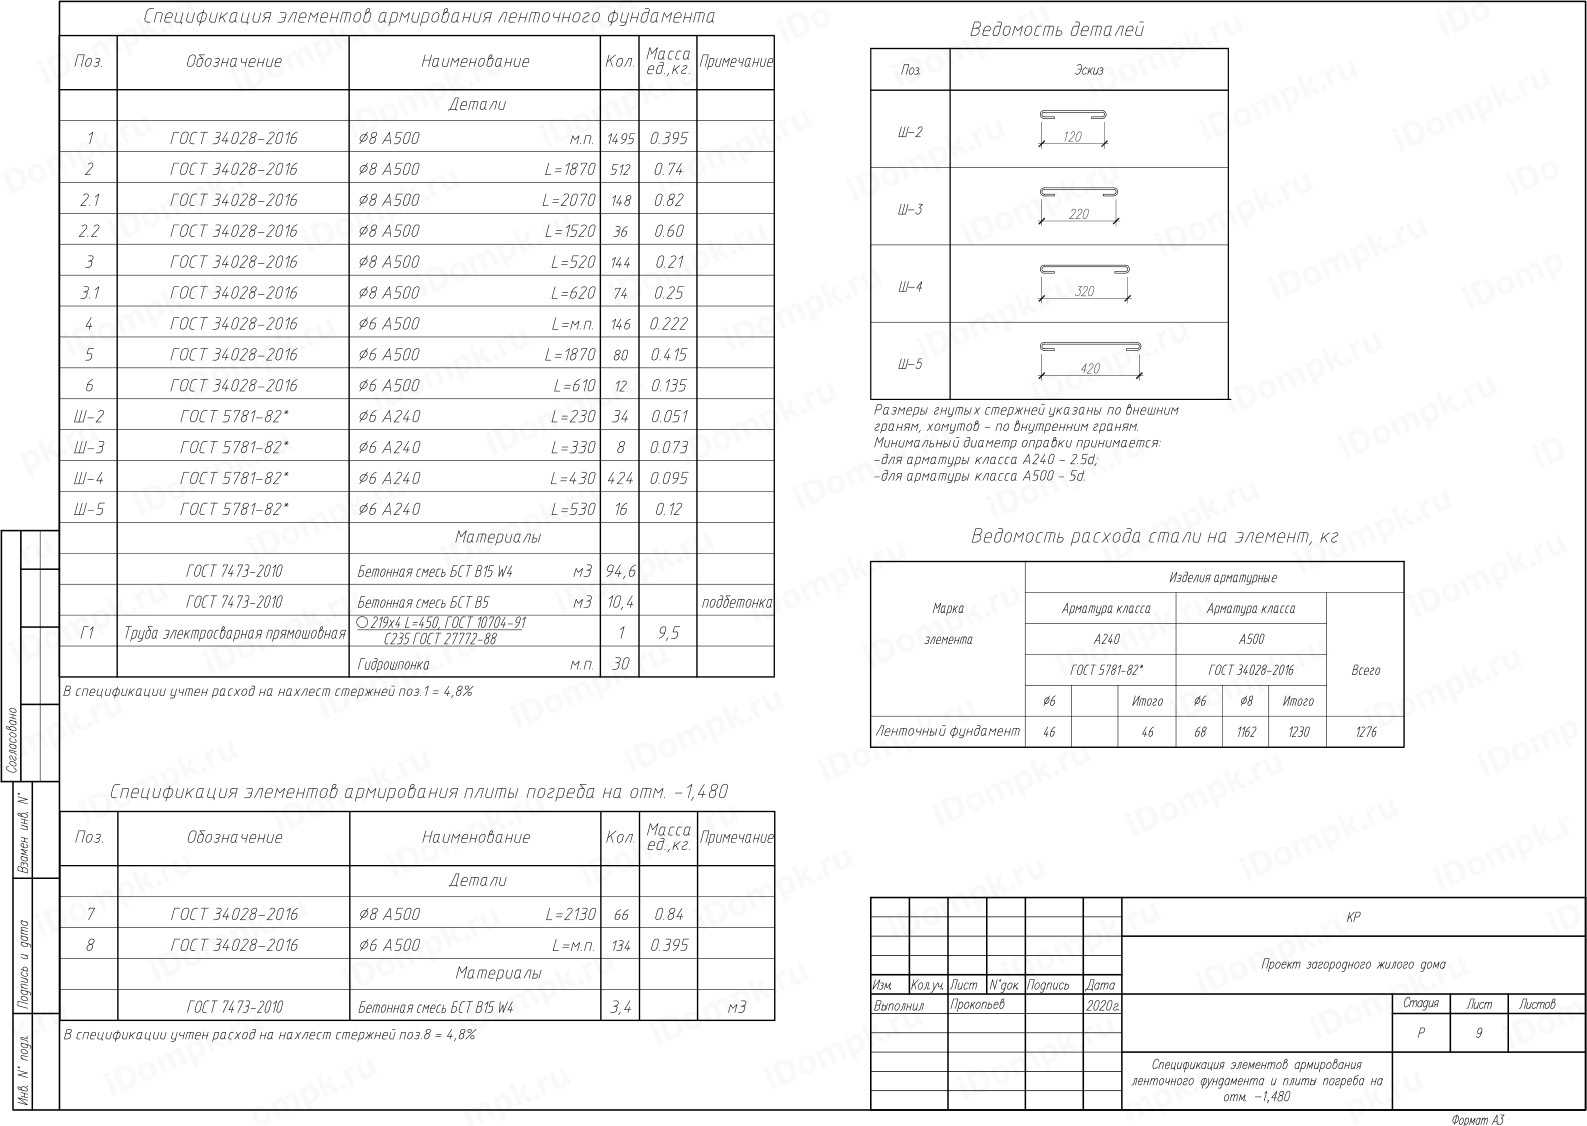 Спецификация элементов армирования ленточного фундамента
Поз. Обозначение Наименование Кол. Масса ед.,кг. Примечание
Детали
1 ГОСТ 34028-2016 ⌀8 А500 м.п. 1495 0.395
2 ГОСТ 34028-2016 ⌀8 А500 L=1870 512 0.74
2.1 ГОСТ 34028-2016 ⌀8 А500 L=2070 148 0.82
2.2 ГОСТ 34028-2016 ⌀8 А500 L=1520 36 0.60
3 ГОСТ 34028-2016 ⌀8 А500 L=520 144 0.21
3.1 ГОСТ 34028-2016 ⌀8 А500 L=620 74 0.25
4 ГОСТ 34028-2016 ⌀6 А500 L=м.п. 146 0.222
5 ГОСТ 34028-2016 ⌀6 А500 L=1870 80 0.415
6 ГОСТ 34028-2016 ⌀6 А500 L=610 12 0.135
Ш-2 ГОСТ 5781-82* ⌀6 А240 L=230 34 0.051
Ш-3 ГОСТ 5781-82* ⌀6 А240 L=330 8 0.073
Ш-4 ГОСТ 5781-82* ⌀6 А240 L=430 424 0.095
Ш-5 ГОСТ 5781-82* ⌀6 А240 L=530 16 0.12
Материалы
ГОСТ 7473-2010 Бетонная смесь БСТ В15 W4 м3 94,6
ГОСТ 7473-2010 Бетонная смесь БСТ В5 м3 10,4 подбетонка
Г1 Труба электросварная прямошовная ○ 219х4 L=450, ГОСТ 10704-91 1 9,5
С235 ГОСТ 27772-88
Гидрошпонка м.п. 30
В спецификации учтен расход на нахлест стержней поз.1 = 4,8%
Спецификация элементов армирования плиты погреба на отм. -1,480
Поз. Обозначение Наименование Кол. Масса ед.,кг. Примечание
Детали
7 ГОСТ 34028-2016 ⌀8 А500 L=2130 66 0.84
8 ГОСТ 34028-2016 ⌀6 А500 L=м.п. 134 0.395
Материалы
ГОСТ 7473-2010 Бетонная смесь БСТ В15 W4 3,4 м3
В спецификации учтен расход на нахлест стержней поз.8 = 4,8%
Ведомость деталей
Поз. Эскиз
Ш-2 120
Ш-3 220
Ш-4 320
Ш-5 420
Размеры гнутых стержней указаны по внешним
граням, хомутов - по внутренним граням.
Минимальный диаметр оправки принимается:
-для арматуры класса А240 - 2.5d;
-для арматуры класса А500 - 5d.
Ведомость расхода стали на элемент, кг
Марка элемента
Изделия арматурные
Арматура класса Арматура класса
А240 А500
ГОСТ 5781-82* ГОСТ 34028-2016 Всего
⌀6 Итого ⌀6 ⌀8 Итого
Ленточный фундамент 46 46 68 1162 1230 1276
КР
Проект загородного жилого дома
Изм. Кол.уч. Лист N°док. Подпись Дата
Выполнил Прокопьев 2020г.
Стадия Лист Листов
Р 9
Спецификация элементов армирования
ленточного фундамента и плиты погреба на
отм. -1,480
Формат А3
Согласовано
Взамен инв. N°
Подпись и дата
Инв. N° подл.
iDompk.ru